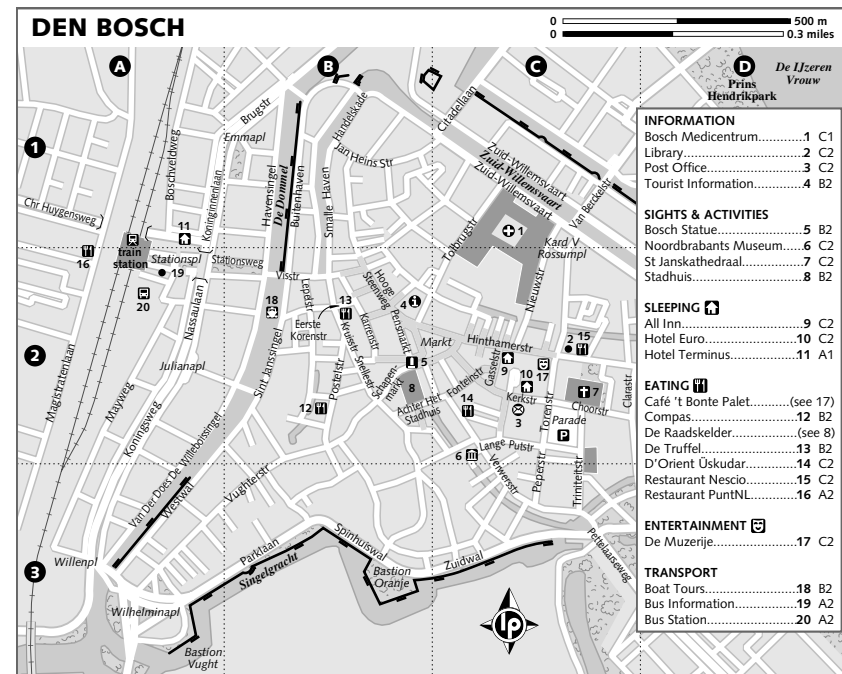 DEN BOSCH
0 500 m
0 0.3 miles
A
B
C
D
1
2
3
De IJzeren
Vrouw
Prins
Hendrikpark
Brugstr
Emmapl
Boschveldweg
Koninginnenlaan
Chr Huygensweg
11
16
train
station
Stationspl
Stationsweg
19
20
Nassaulaan
Havensingel
De Dommel
Buitenhaven
Smalle Haven
Handelskade
Jan Heins Str
Citadellaan
Zuid-Willemsvaart
Zuid-Willemsvaart
Zuid-Willemsvaart
Van Berckelstr
1
Kard V
Rossumpl
Tolbrugstr
Nieuwstr
Visstr
Lepelstr
18
13
Eerste
Korenstr
Kruisstr
Karrenstr
Hooge
Steenweg
4
Pensmarkt
Markt
Hinthamerstr
2
15
Snellestr
Schapen-
markt
5
8
Gasselstr
9
10
17
Fonteinstr
Kerkstr
3
7
Choorstr
Clarastr
Torenstr
Parade
P
Achter Het
Stadhuis
14
12
Postelstr
Sint Janssingel
Julianapl
Magistratenlaan
Mayweg
Koningsweg
Van Der Does De Willeboissingel
Westwal
Vughterstr
6
Lange Putstr
Verwersstr
Peperstr
Triniteitstr
Parklaan
Spinhuiswal
Singelgracht
Bastion
Oranje
Zuidwal
Pettelaarseweg
Willenpl
Wilhelminapl
Bastion
Vught
lp
INFORMATION
Bosch Medicentrum 1 C1
Library 2 C2
Post Office 3 C2
Tourist Information 4 B2
SIGHTS & ACTIVITIES
Bosch Statue 5 B2
Noordbrabants Museum 6 C2
St Janskathedraal 7 C2
Stadhuis 8 B2
SLEEPING
All Inn 9 C2
Hotel Euro 10 C2
Hotel Terminus 11 A1
EATING
Café 't Bonte Palet (see 17)
Compas 12 B2
De Raadskelder (see 8)
De Truffel 13 B2
D'Orient Üskudar 14 C2
Restaurant Nescio 15 C2
Restaurant PuntNL 16 A2
ENTERTAINMENT
De Muzerije 17 C2
TRANSPORT
Boat Tours 18 B2
Bus Information 19 A2
Bus Station 20 A2